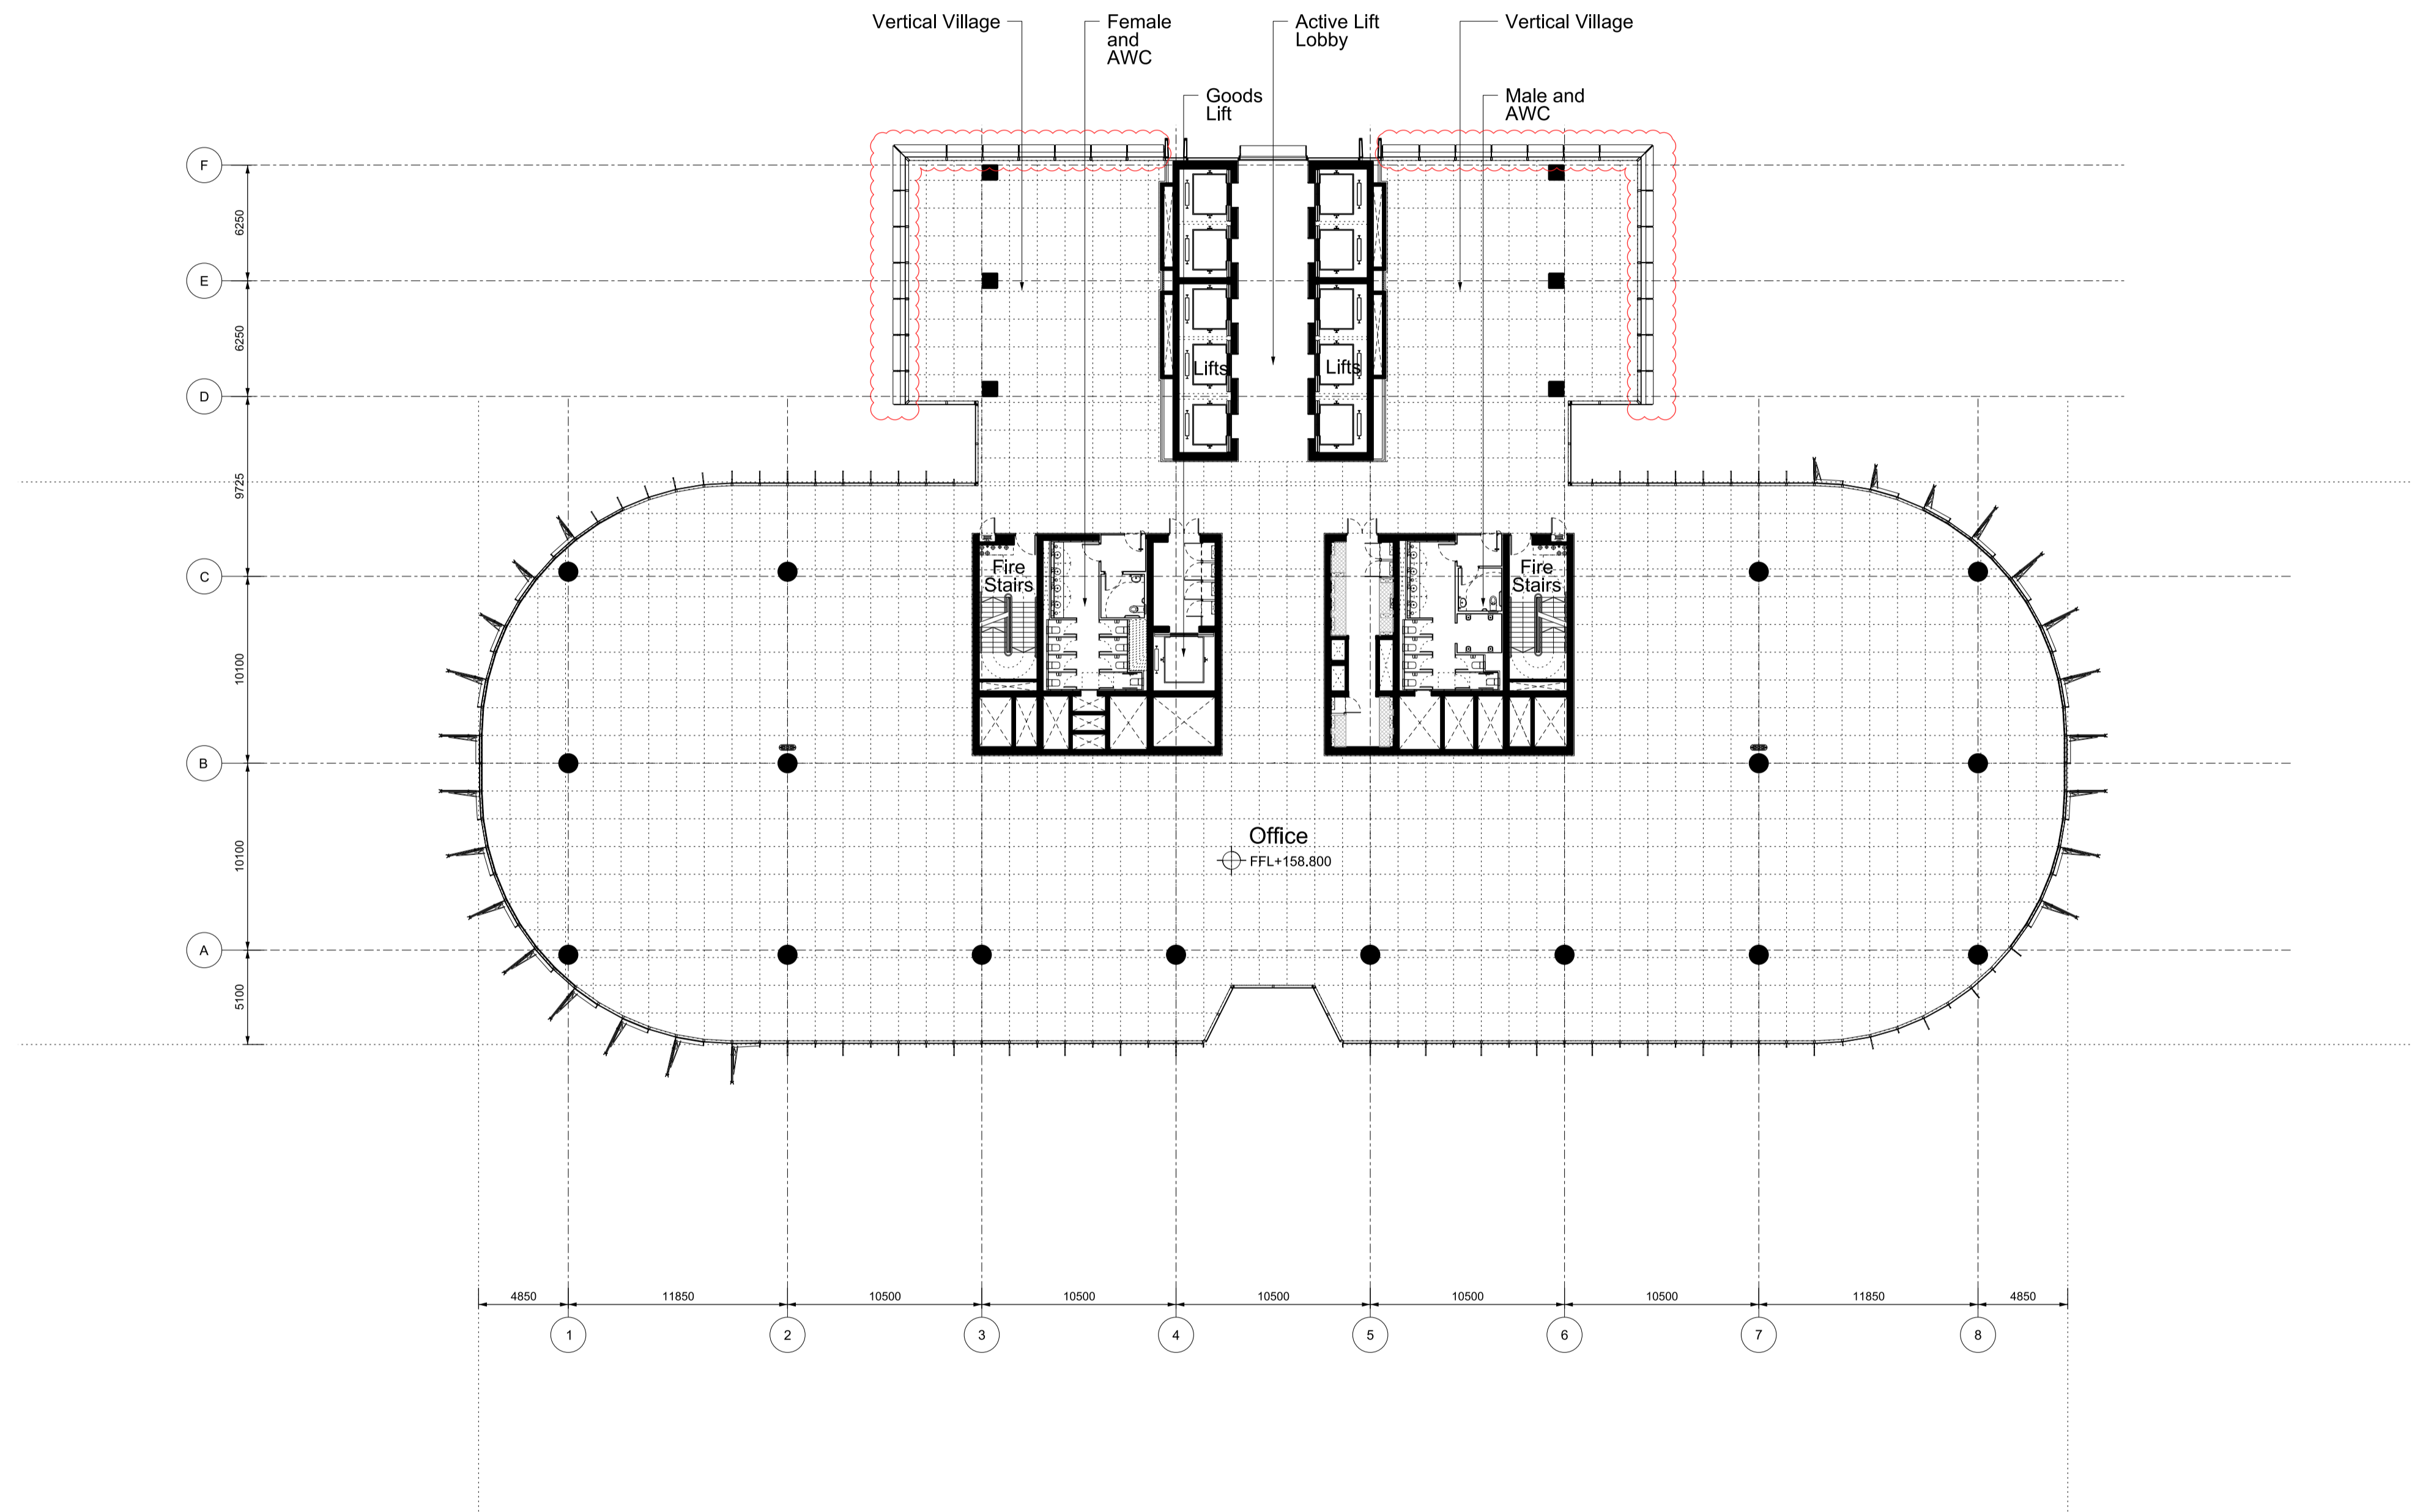 Vertical Village
Female
and
AWC
Active Lift
Lobby
Vertical Village
Goods
Lift
Male and
AWC
F
6250
E
6250
Lifts
Lifts
D
9725
C
Fire
Stairs
Fire
Stairs
10100
B
10100
Office
FFL+158.800
A
5100
4850
11850
10500
10500
10500
10500
10500
11850
4850
1
2
3
4
5
6
7
8